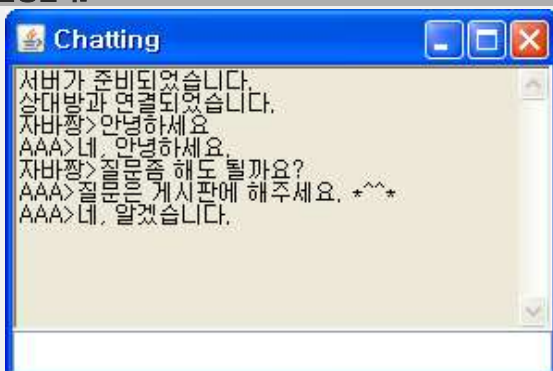 Chatting
서버가 준비되었습니다.
상대방과 연결되었습니다.
자바짱>안녕하세요
AAA>네, 안녕하세요.
자바짱>질문좀 해도 될까요?
AAA>질문은 게시판에 해주세요. *^^*
AAA>네, 알겠습니다.